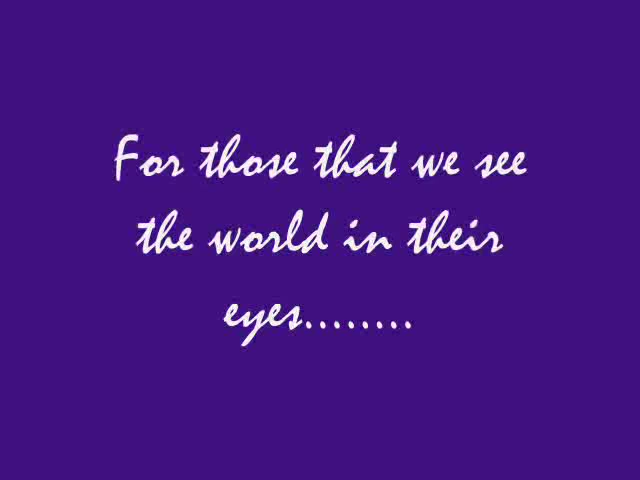 For those that we see
the world in their
eyes........